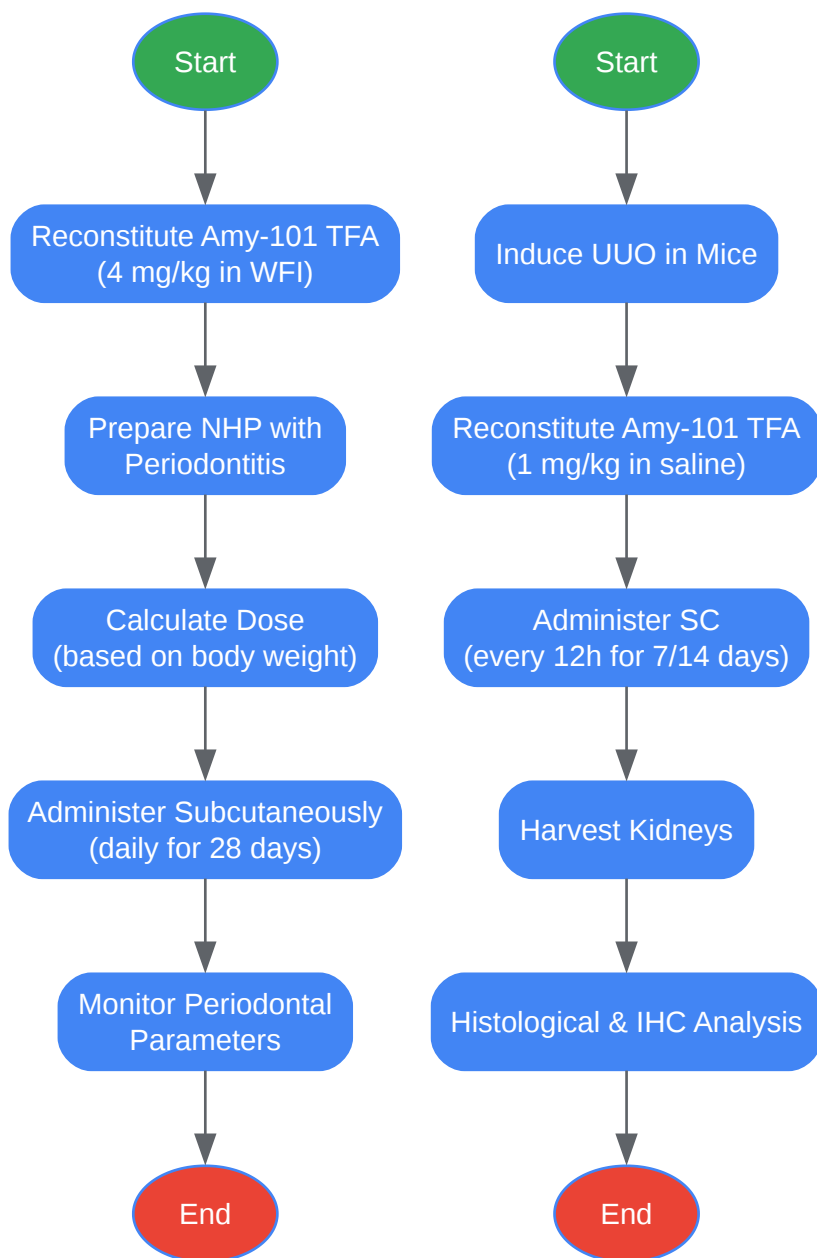 Start
Reconstitute Amy-101 TFA
(4 mg/kg in WFI)
Prepare NHP with
Periodontitis
Calculate Dose
(based on body weight)
Administer Subcutaneously
(daily for 28 days)
Monitor Periodontal
Parameters
End
Start
Induce UUO in Mice
Reconstitute Amy-101 TFA
(1 mg/kg in saline)
Administer SC
(every 12h for 7/14 days)
Harvest Kidneys
Histological & IHC Analysis
End